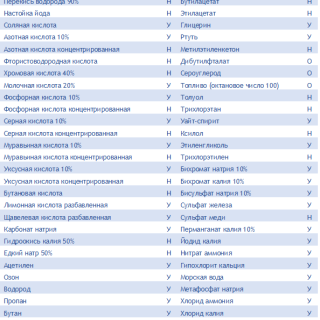 Перекись водорода 90% Н Бутилацетат Н
Настойка йода Н Этилацетат Н
Соляная кислота У Глицерин У
Азотная кислота 10% У Ртуть У
Азотная кислота концентрированная Н Метилэтиленкетон Н
Фтористоводородная кислота Н Дибутилфталат О
Хромовая кислота 40% Н Сероуглерод О
Молочная кислота 20% У Топливо (октановое число 100) О
Фосфорная кислота 10% У Толуол Н
Фосфорная кислота концентрированная Н Трихлорэтан Н
Серная кислота 10% У Уайт-спирит У
Серная кислота концентрированная Н Ксилол Н
Муравьиная кислота 10% У Этиленгликоль У
Муравьиная кислота концентрированная Н Трихлорэтилен Н
Уксусная кислота 10% У Бихромат натрия 10% У
Уксусная кислота концентрированная Н Бихромат калия 10% У
Бутановая кислота Н Бисульфат натрия 10% У
Лимонная кислота разбавленная У Сульфат железа У
Щавелевая кислота разбавленная У Сульфат меди Н
Карбонат натрия У Перманганат калия 10% У
Гидроокись калия 50% Н Йодид калия У
Едкий натр 50% Н Нитрат аммония У
Ацетилен У Гипохлорит кальция У
Озон У Морская вода У
Водород У Метафосфат натрия У
Пропан У Хлорид аммония У
Бутан У Хлорид калия У